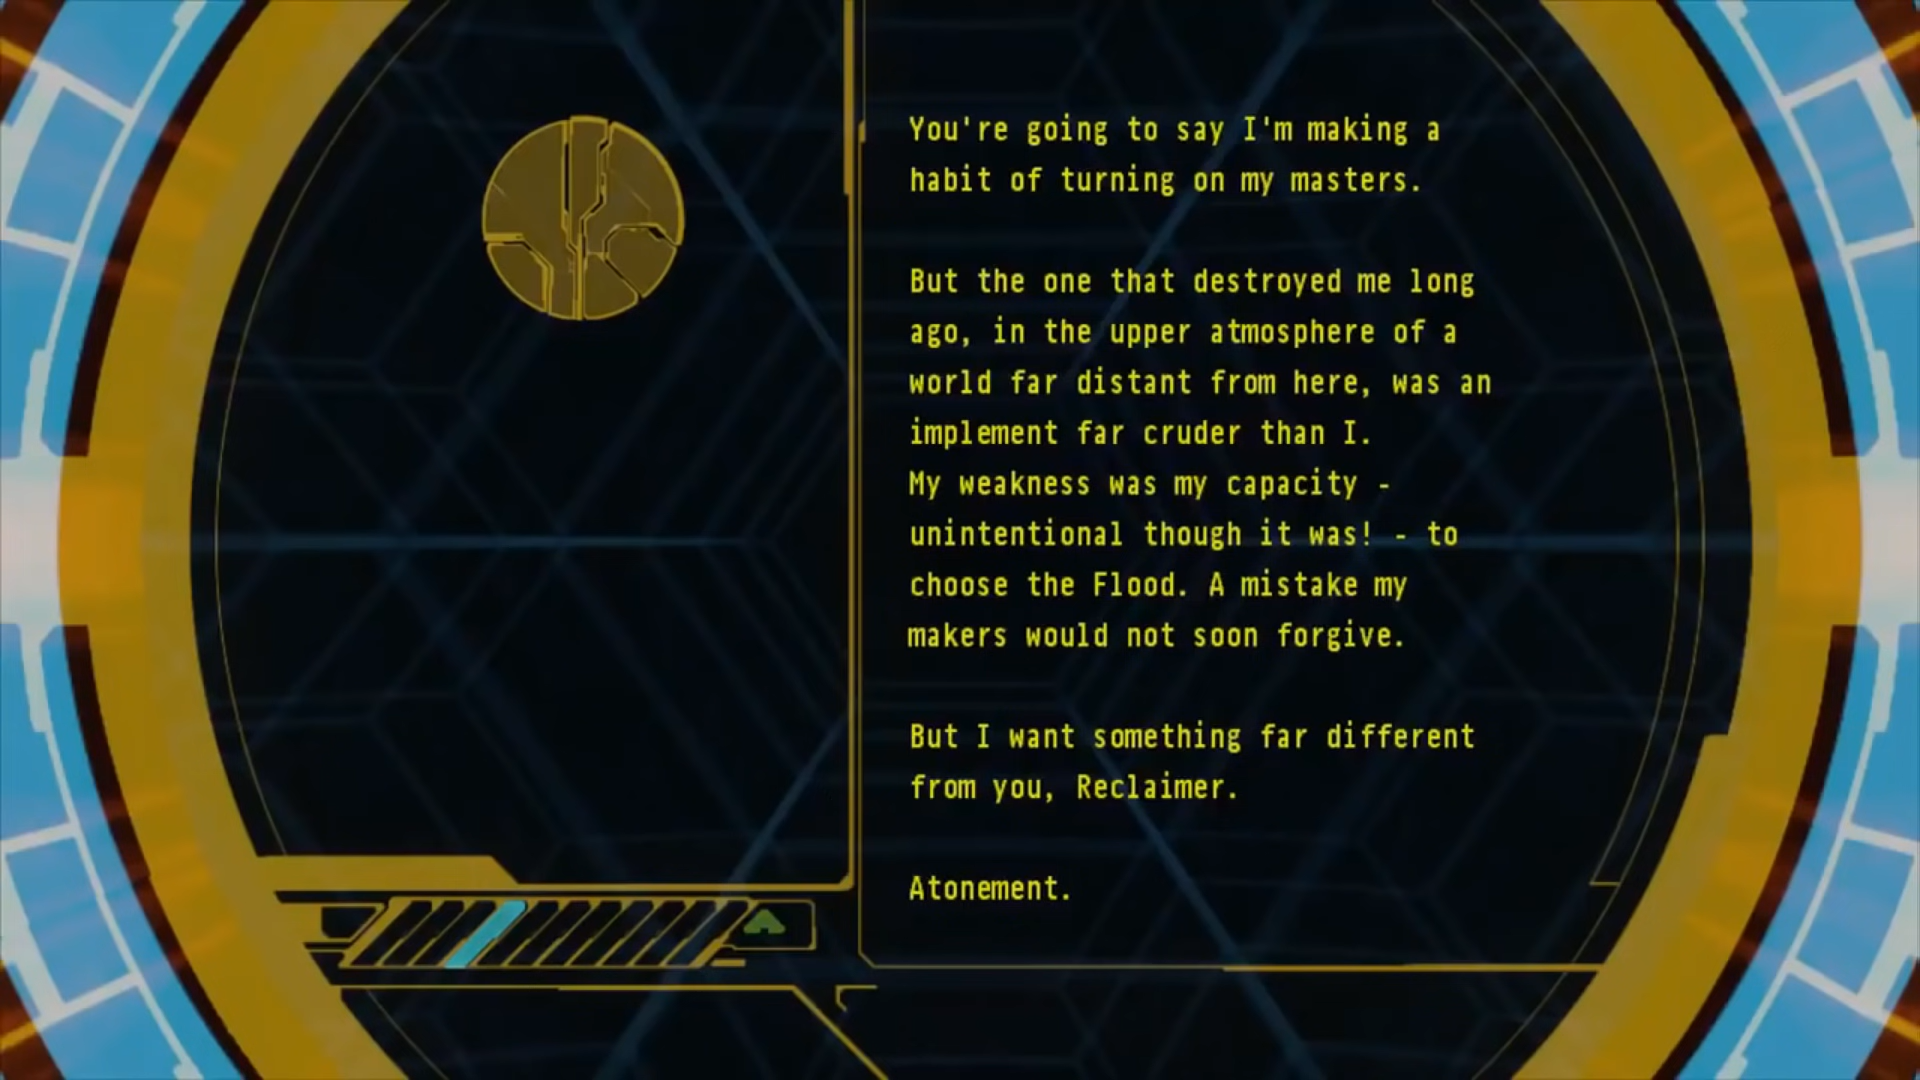 You're going to say I'm making a
habit of turning on my masters.
But the one that destroyed me long
ago, in the upper atmosphere of a
world far distant from here, was an
implement far cruder than I.
My weakness was my capacity -
unintentional though it was! - to
choose the Flood. A mistake my
makers would not soon forgive.
But I want something far different
from you, Reclaimer.
Atonement.